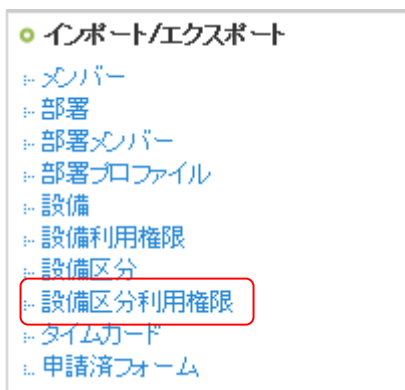 インポート/エクスポート
メンバー
部署
部署メンバー
部署プロファイル
設備
設備利用権限
設備区分
設備区分利用権限
タイムカード
申請済フォーム